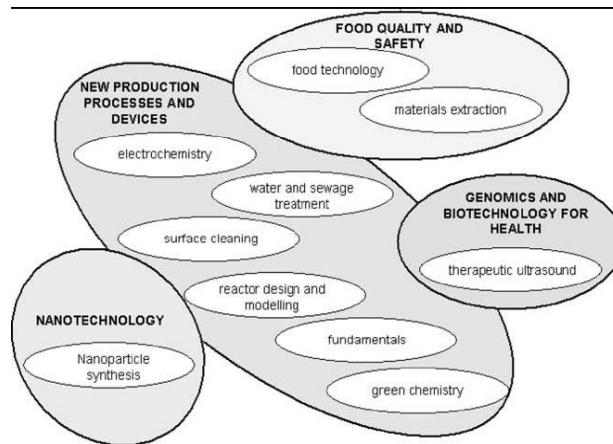 FOOD QUALITY AND
SAFETY
food technology
materials extraction
NEW PRODUCTION
PROCESSES AND
DEVICES
electrochemistry
water and sewage
treatment
surface cleaning
reactor design and
modelling
fundamentals
green chemistry
GENOMICS AND
BIOTECHNOLOGY FOR
HEALTH
therapeutic ultrasound
NANOTECHNOLOGY
Nanoparticle
synthesis